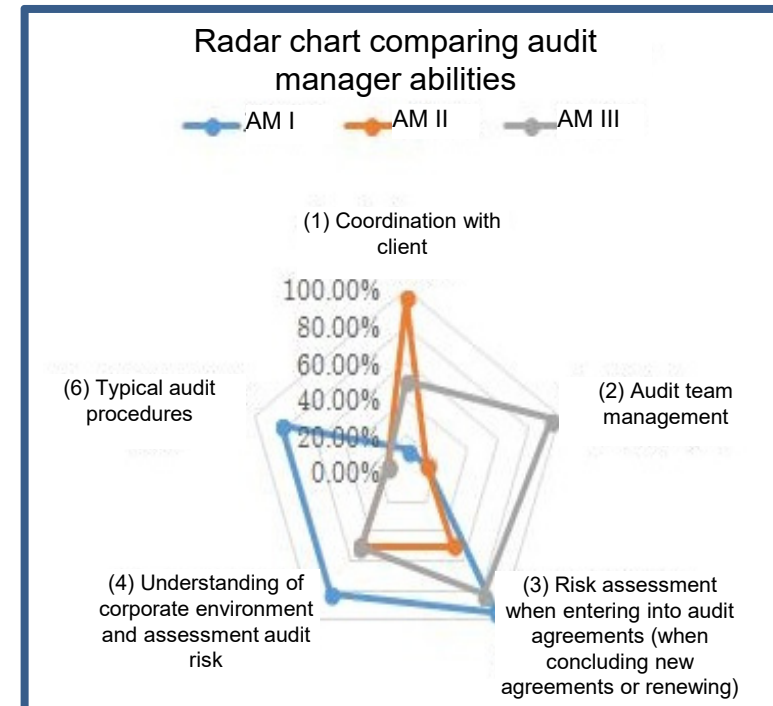 Radar chart comparing audit
manager abilities
AM I
AM II
AM III
(1) Coordination with
client
100.00%
80.00%
60.00%
40.00%
20.00%
0.00%
(6) Typical audit
procedures
(2) Audit team
management
(4) Understanding of
corporate environment
and assessment audit
risk
(3) Risk assessment
when entering into audit
agreements (when
concluding new
agreements or renewing)